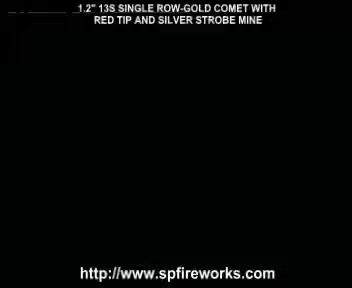 1.2" 13S SINGLE ROW-GOLD COMET WITH
RED TIP AND SILVER STROBE MINE
http://www.spfireworks.com